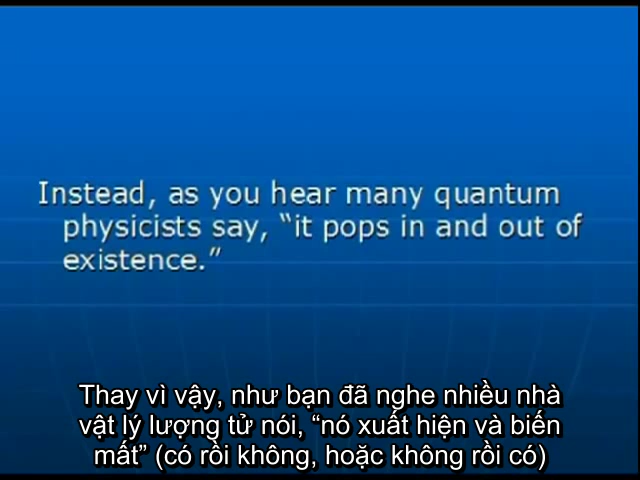 Instead, as you hear many quantum
physicists say, “it pops in and out of
existence.”
Thay vì vậy, như bạn đã nghe nhiều nhà
vật lý lượng tử nói, “nó xuất hiện và biến
mất” (có rồi không, hoặc không rồi có)